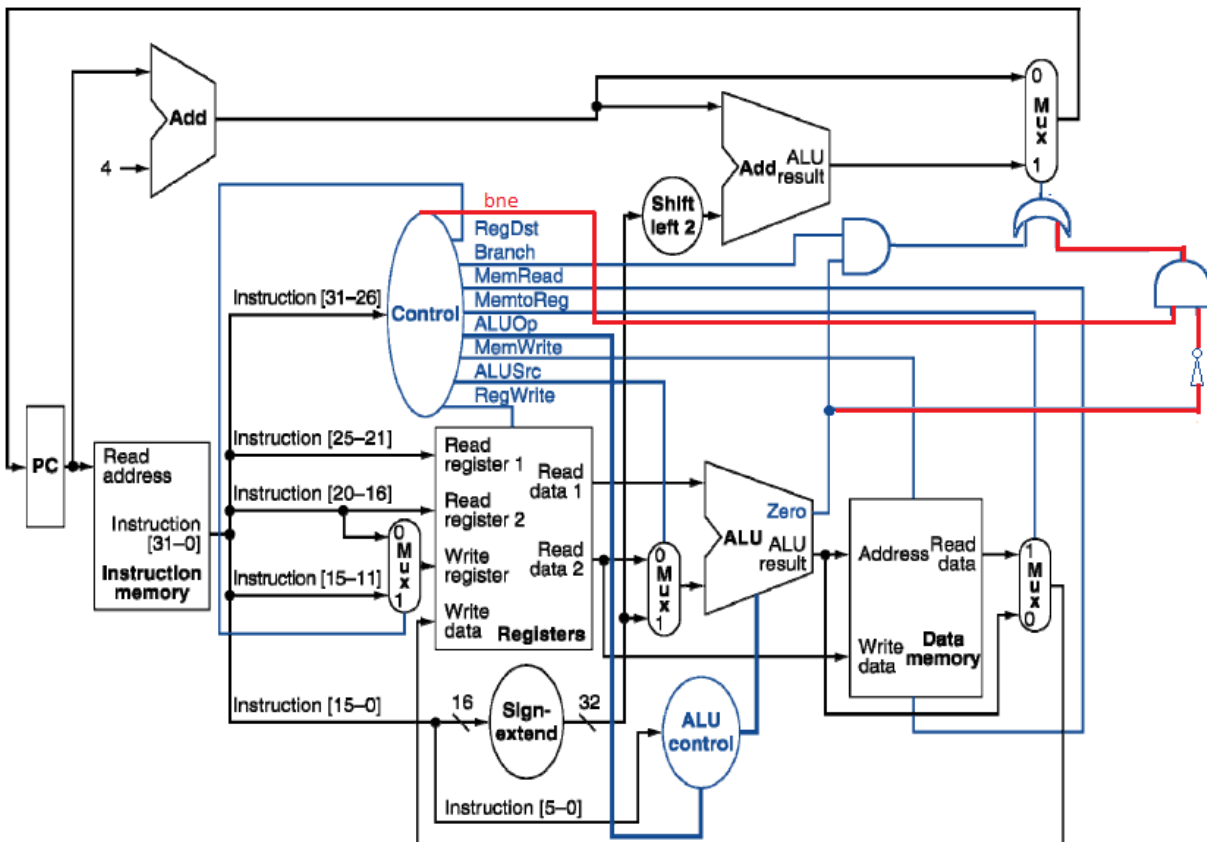 Add
4
bne
RegDst
Branch
MemRead
MemtoReg
ALUOp
MemWrite
ALUSrc
RegWrite
Control
Shift
left 2
Add
ALU
result
0
Mux
1
Instruction [31–26]
Instruction [25–21]
Instruction [20–16]
Instruction [15–11]
Instruction [15–0]
Instruction [5–0]
PC
Read
address
Instruction
[31–0]
Instruction
memory
0
Mux
1
Read
register 1
Read
register 2
Write
register
Write
data
Read
data 1
Read
data 2
Registers
16
Sign-
extend
32
0
Mux
1
Zero
ALU
ALU
result
ALU
control
Address
Read
data
Write
data
Data
memory
1
Mux
0